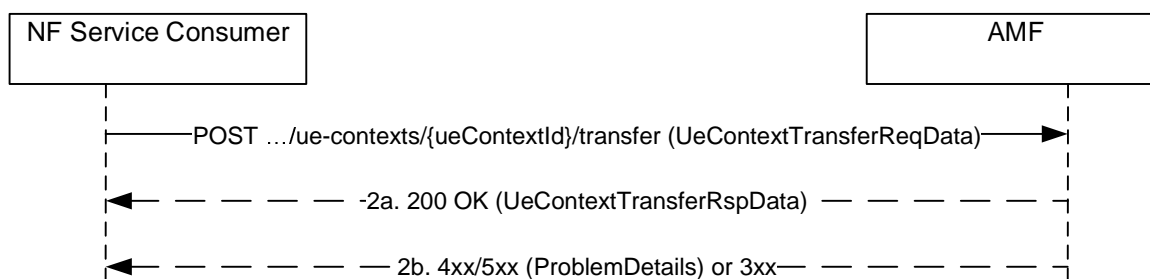 NF Service Consumer
AMF
POST …/ue-contexts/{ueContextId}/transfer (UeContextTransferReqData)
2a. 200 OK (UeContextTransferRspData)
2b. 4xx/5xx (ProblemDetails) or 3xx